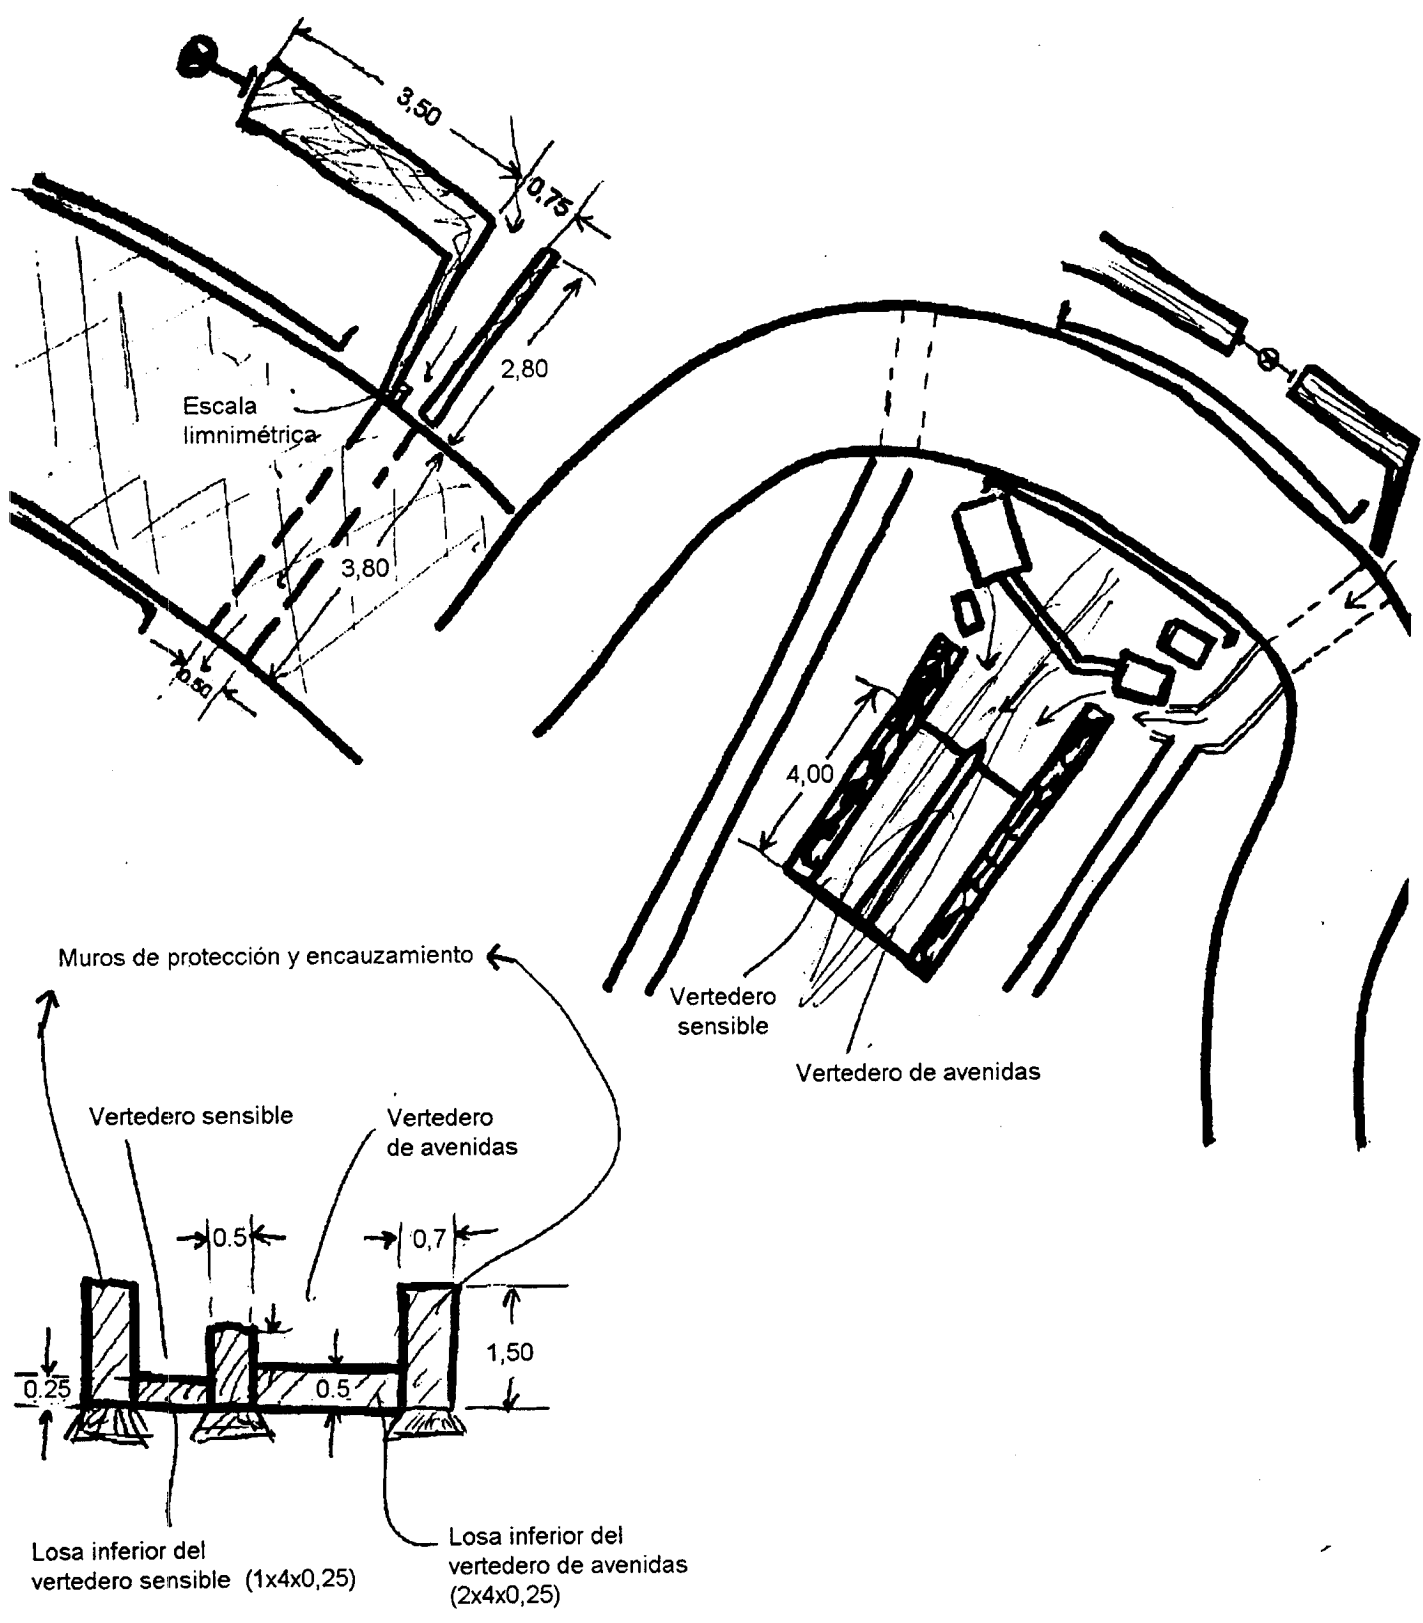 3,50
0,75
2,80
Escala
limnimétrica
3,80
0.50
4,00
Muros de protección y encauzamiento
Vertedero
sensible
Vertedero de avenidas
Vertedero sensible
Vertedero
de avenidas
0.5
0,7
1,50
0.25
0.5
Losa inferior del
vertedero sensible (1x4x0,25)
Losa inferior del
vertedero de avenidas
(2x4x0,25)